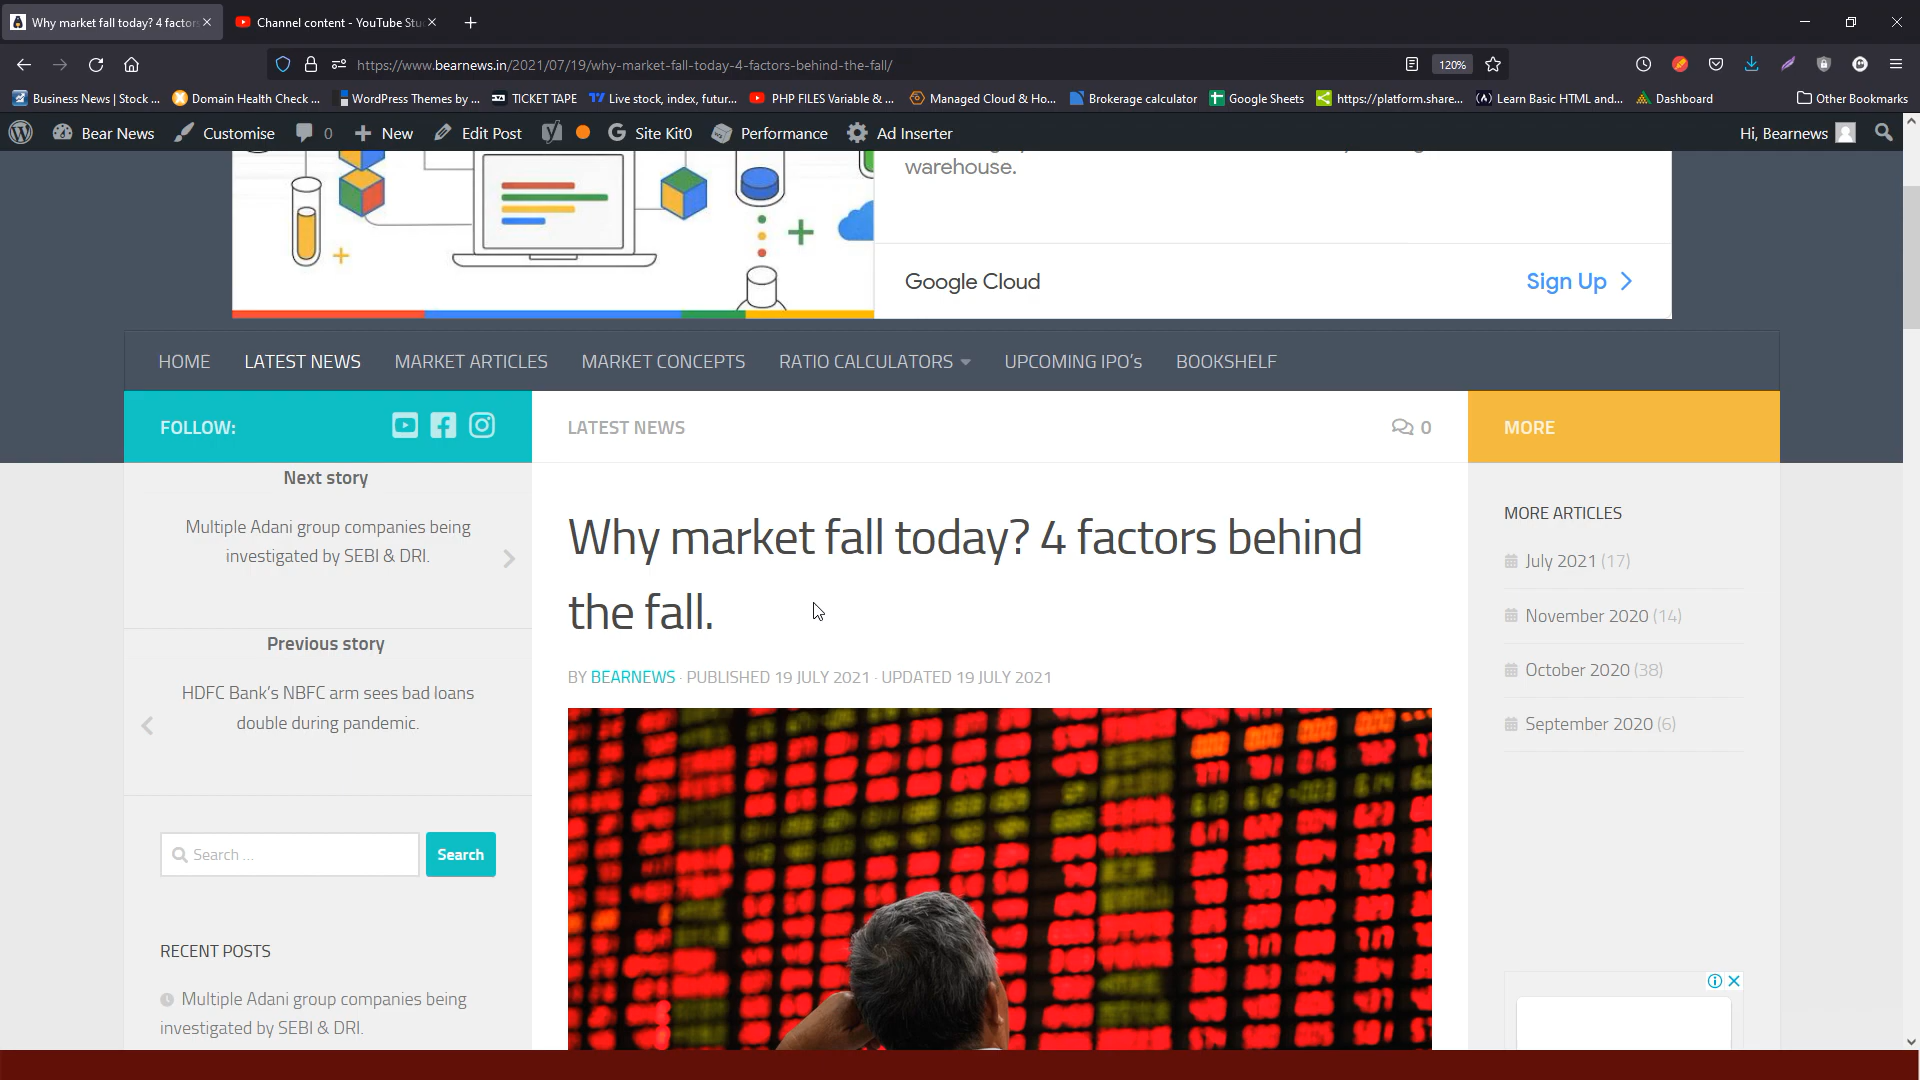 Why market fall today? 4 factor
Channel content - YouTube Stu
https://www.bearnews.in/2021/07/19/why-market-fall-today-4-factors-behind-the-fall/
120%
Business News | Stock ...
Domain Health Check ...
WordPress Themes by ...
TICKET TAPE
Live stock, index, futur...
PHP FILES Variable & ...
Managed Cloud & Ho...
Brokerage calculator
Google Sheets
https://platform.share...
Learn Basic HTML and...
Dashboard
Other Bookmarks
Bear News
Customise
0
New
Edit Post
Site Kit0
Performance
Ad Inserter
Hi, Bearnews
warehouse.
Google Cloud
Sign Up
HOME
LATEST NEWS
MARKET ARTICLES
MARKET CONCEPTS
RATIO CALCULATORS
UPCOMING IPO's
BOOKSHELF
FOLLOW:
Next story
Multiple Adani group companies being
investigated by SEBI & DRI.
Previous story
HDFC Bank's NBFC arm sees bad loans
double during pandemic.
Search ...
Search
RECENT POSTS
Multiple Adani group companies being
investigated by SEBI & DRI.
LATEST NEWS
0
Why market fall today? 4 factors behind
the fall.
BY BEARNEWS · PUBLISHED 19 JULY 2021 · UPDATED 19 JULY 2021
MORE
MORE ARTICLES
July 2021 (17)
November 2020 (14)
October 2020 (38)
September 2020 (6)